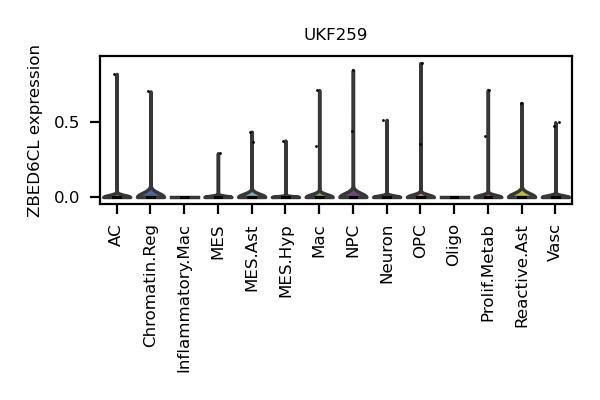 UKF259
ZBED6CL expression
0.5
0.0
AC
Chromatin.Reg
Inflammatory.Mac
MES
MES.Ast
MES.Hyp
Mac
NPC
Neuron
OPC
Oligo
Prolif.Metab
Reactive.Ast
Vasc